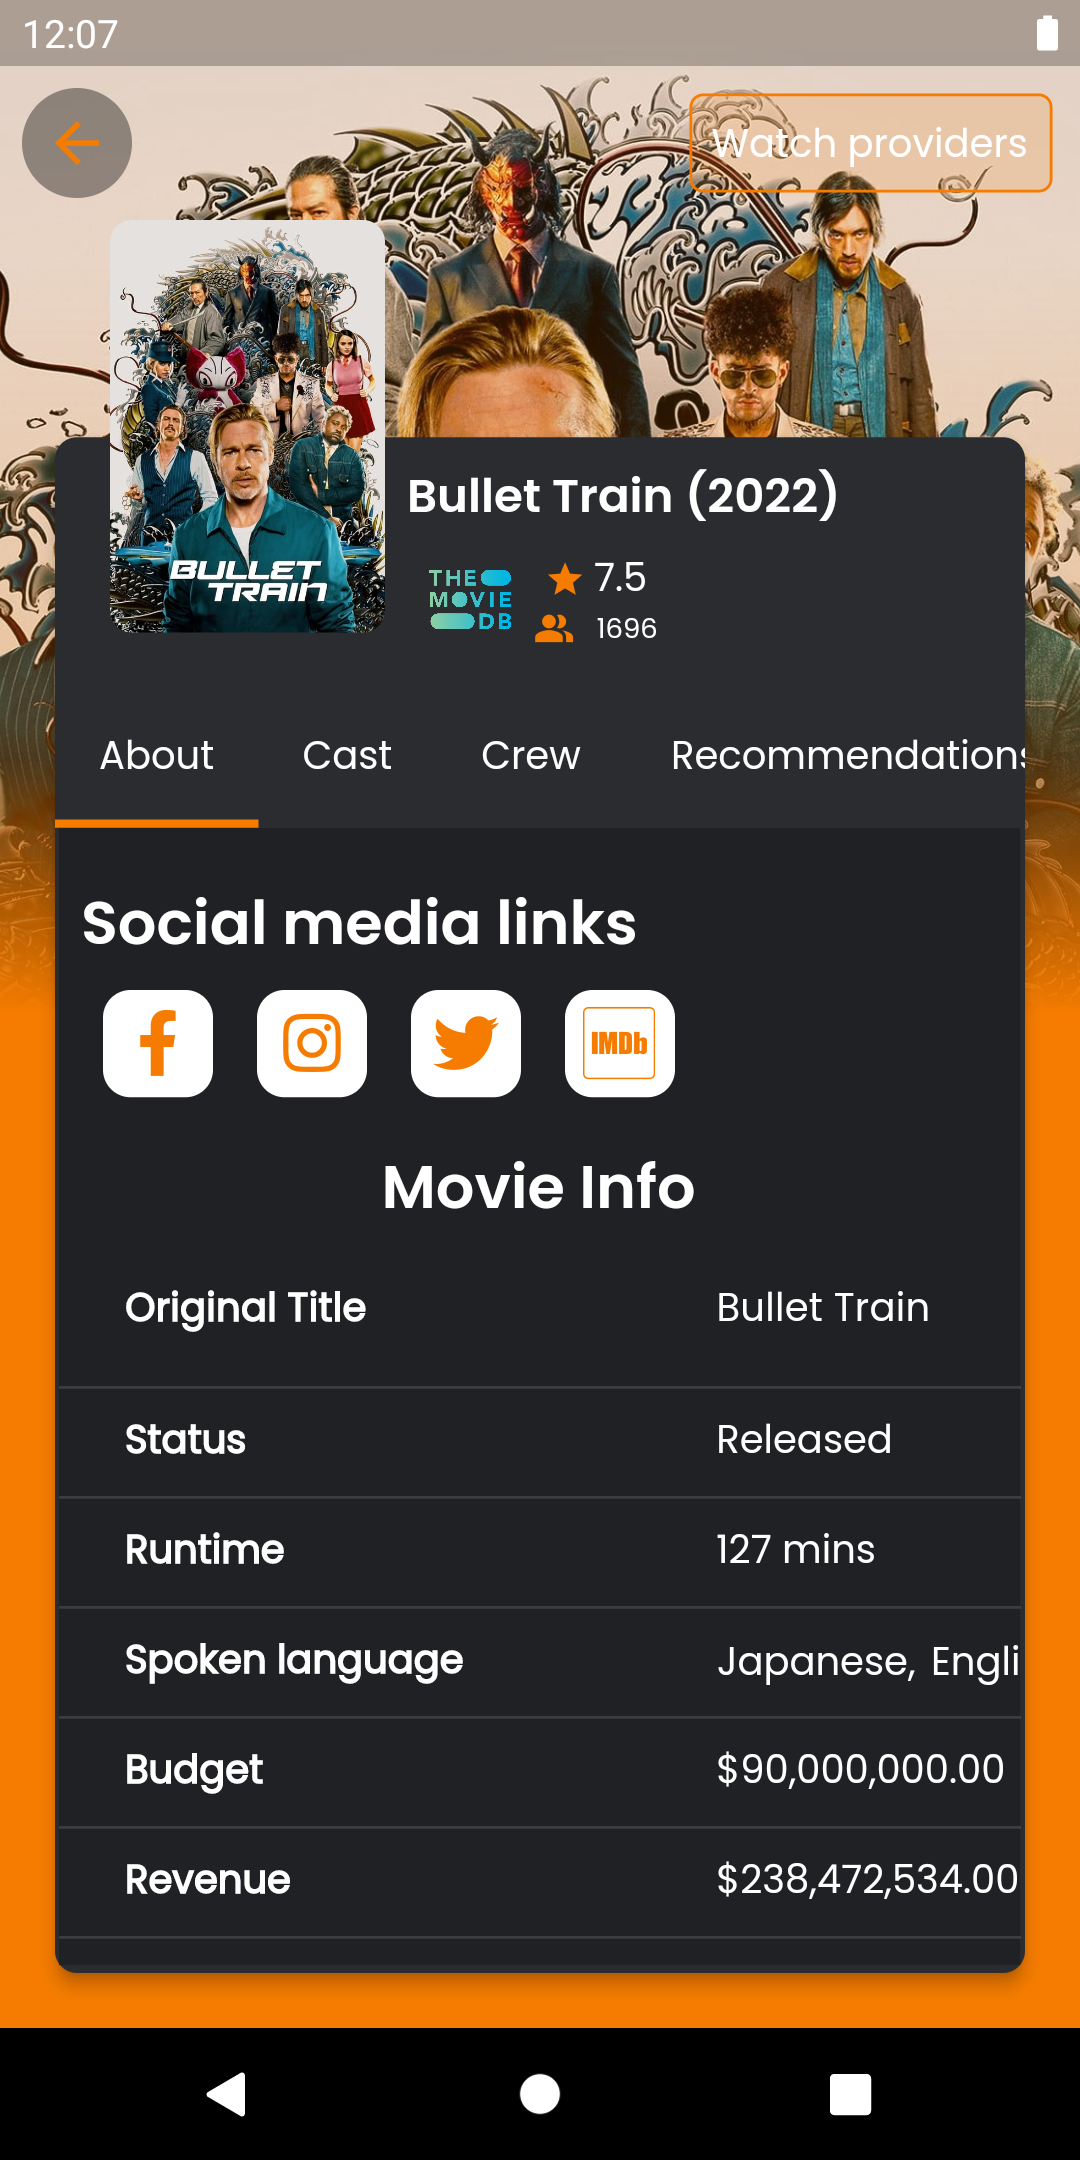 12:07
Watch providers
BULLET
TRAIN
Bullet Train (2022)
THE
MOVIE
DB
7.5
1696
About Cast Crew Recommendations
Social media links
IMDb
Movie Info
Original Title Bullet Train
Status Released
Runtime 127 mins
Spoken language Japanese, Engli
Budget $90,000,000.00
Revenue $238,472,534.00